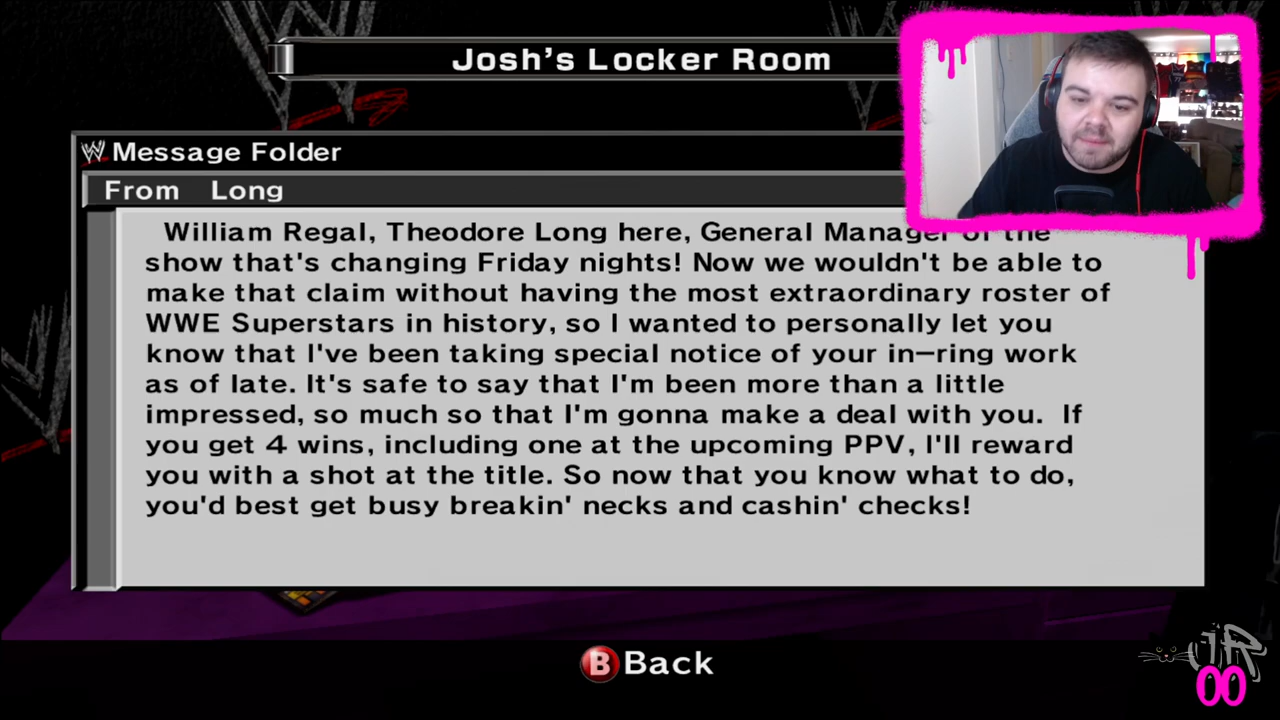 Josh's Locker Room
Message Folder
From Long
William Regal, Theodore Long here, General Manager of the
show that's changing Friday nights! Now we wouldn't be able to
make that claim without having the most extraordinary roster of
WWE Superstars in history, so I wanted to personally let you
know that I've been taking special notice of your in–ring work
as of late. It's safe to say that I'm been more than a little
impressed, so much so that I'm gonna make a deal with you.  If
you get 4 wins, including one at the upcoming PPV, I'll reward
you with a shot at the title. So now that you know what to do,
you'd best get busy breakin' necks and cashin' checks!
B Back
JR
00